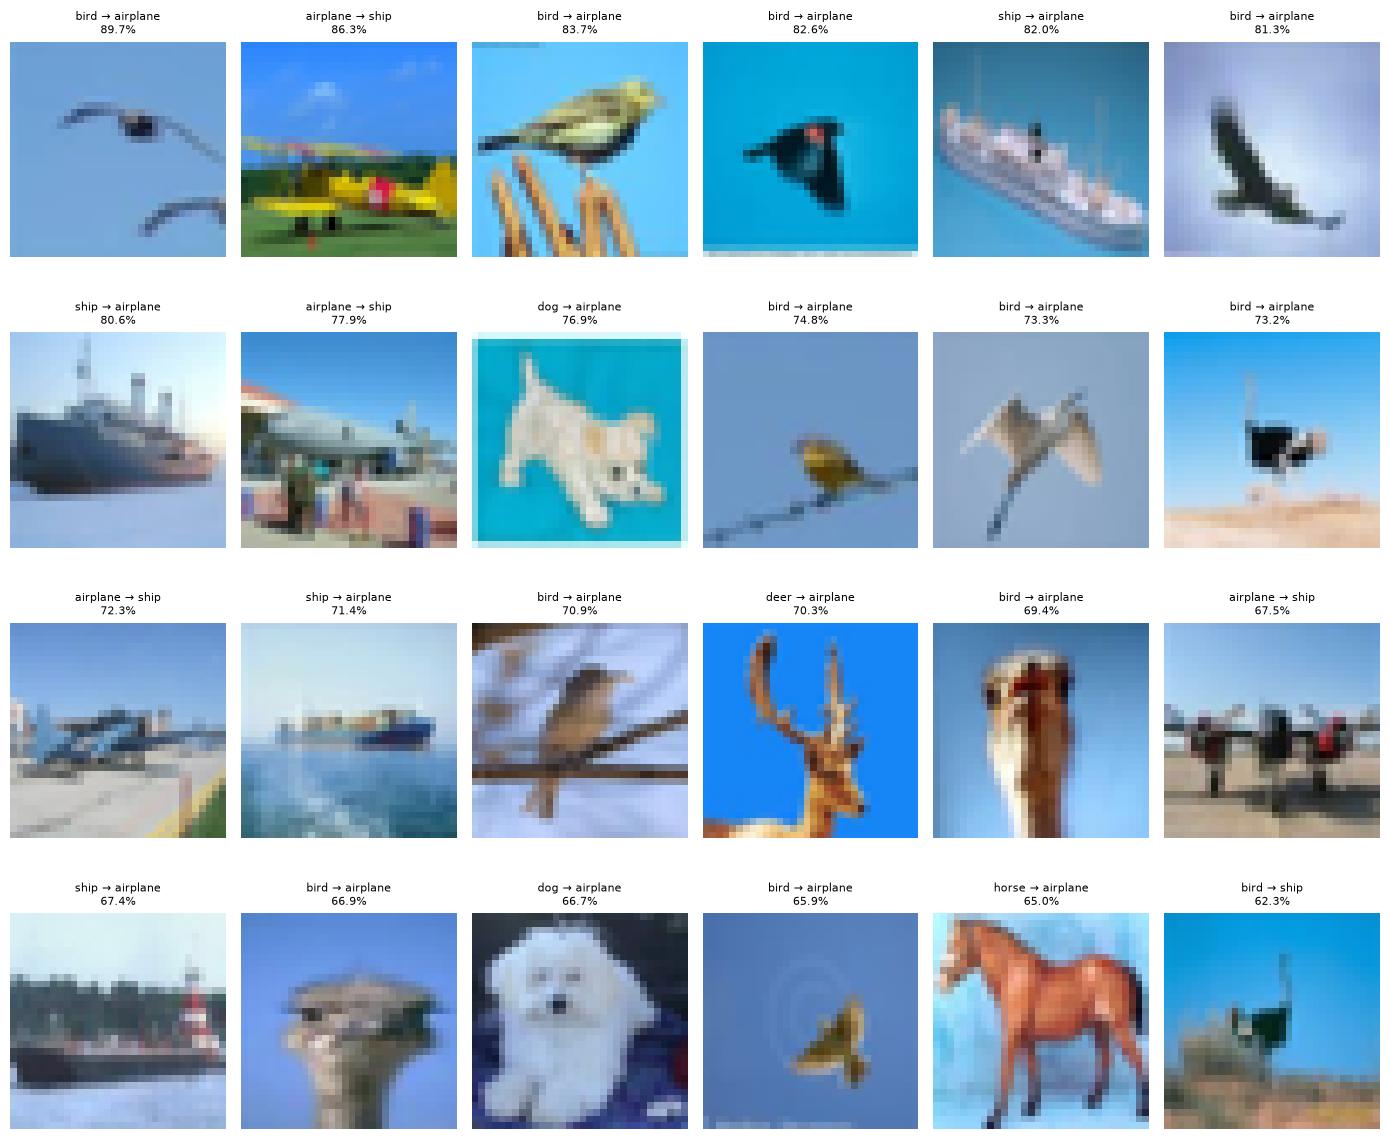 bird → airplane
89.7%
airplane → ship
86.3%
bird → airplane
83.7%
bird → airplane
82.6%
ship → airplane
82.0%
bird → airplane
81.3%
ship → airplane
80.6%
airplane → ship
77.9%
dog → airplane
76.9%
bird → airplane
74.8%
bird → airplane
73.3%
bird → airplane
73.2%
airplane → ship
72.3%
ship → airplane
71.4%
bird → airplane
70.9%
deer → airplane
70.3%
bird → airplane
69.4%
airplane → ship
67.5%
ship → airplane
67.4%
bird → airplane
66.9%
dog → airplane
66.7%
bird → airplane
65.9%
horse → airplane
65.0%
bird → ship
62.3%